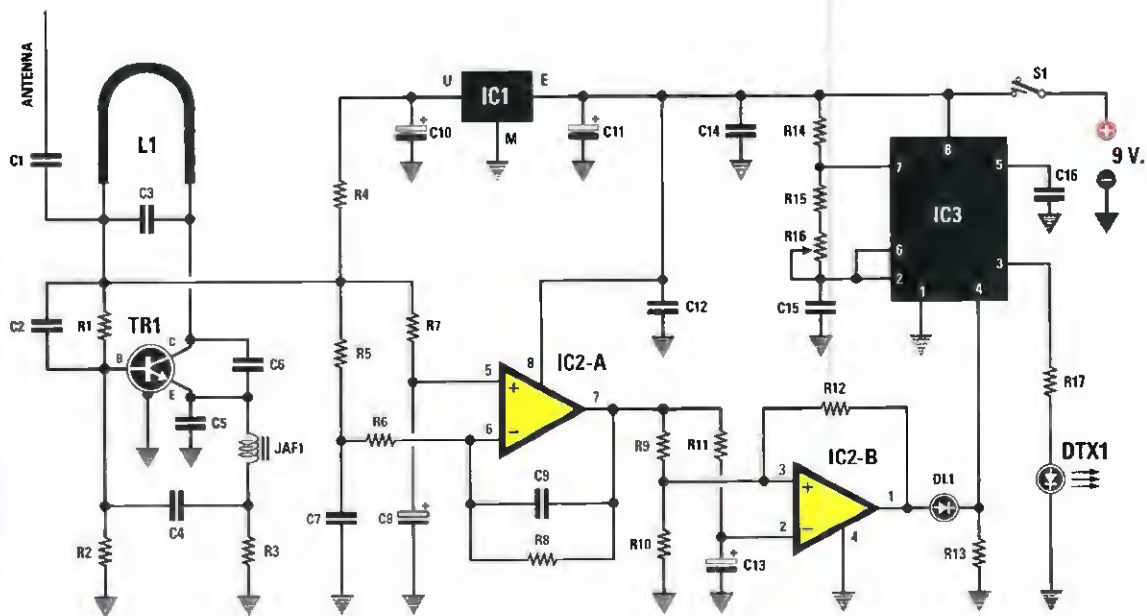 ANTENNA
C1
L1
C3
C2
R1
TR1
B
C
E
C6
C5
JAF1
C4
R2
R3
U
IC1
E
M
C10
C11
C14
R4
R5
R7
R6
C7
C8
C9
R8
IC2-A
5
6
7
8
C12
R9
R10
R11
C13
R12
IC2-B
3
2
1
4
DL1
R13
R14
R15
R16
C15
IC3
7
6
2
1
8
5
3
4
C16
S1
9 V.
R17
DTX1